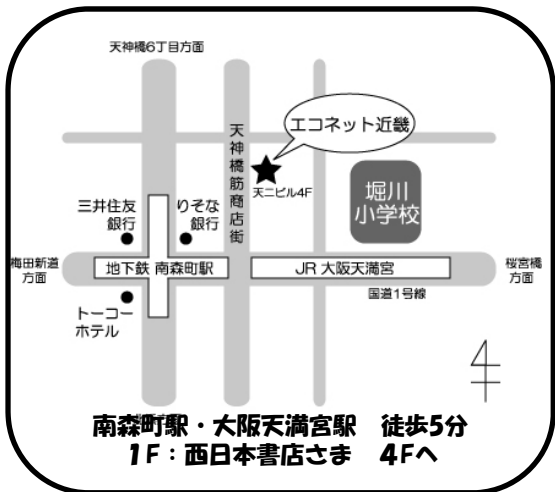 天神橋6丁目方面
エコネット近畿
天神橋筋商店街
天二ビル4F
堀川
小学校
三井住友
銀行
りそな
銀行
梅田新道
方面
地下鉄 南森町駅
JR 大阪天満宮
桜宮橋
方面
国道1号線
トーコー
ホテル
南森町駅・大阪天満宮駅 徒歩5分
1F：西日本書店さま 4Fへ